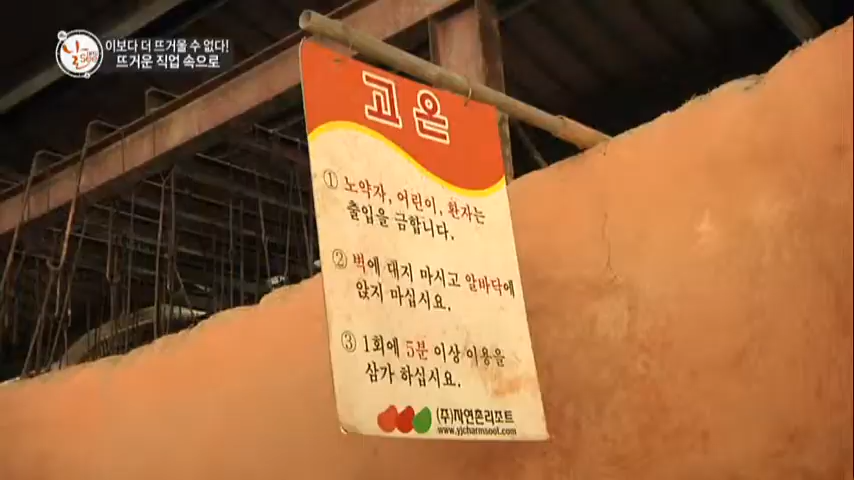 이보다 더 뜨거울 수 없다!
뜨거운 직업 속으로
고온
① 노약자, 어린이, 환자는
출입을 금합니다.
② 벽에 대지 마시고 알바닥에
앉지 마십시요.
③ 1회에 5분 이상 이용을
삼가 하십시요.
(주)자연촌리조트
www.yjcharmsoot.com